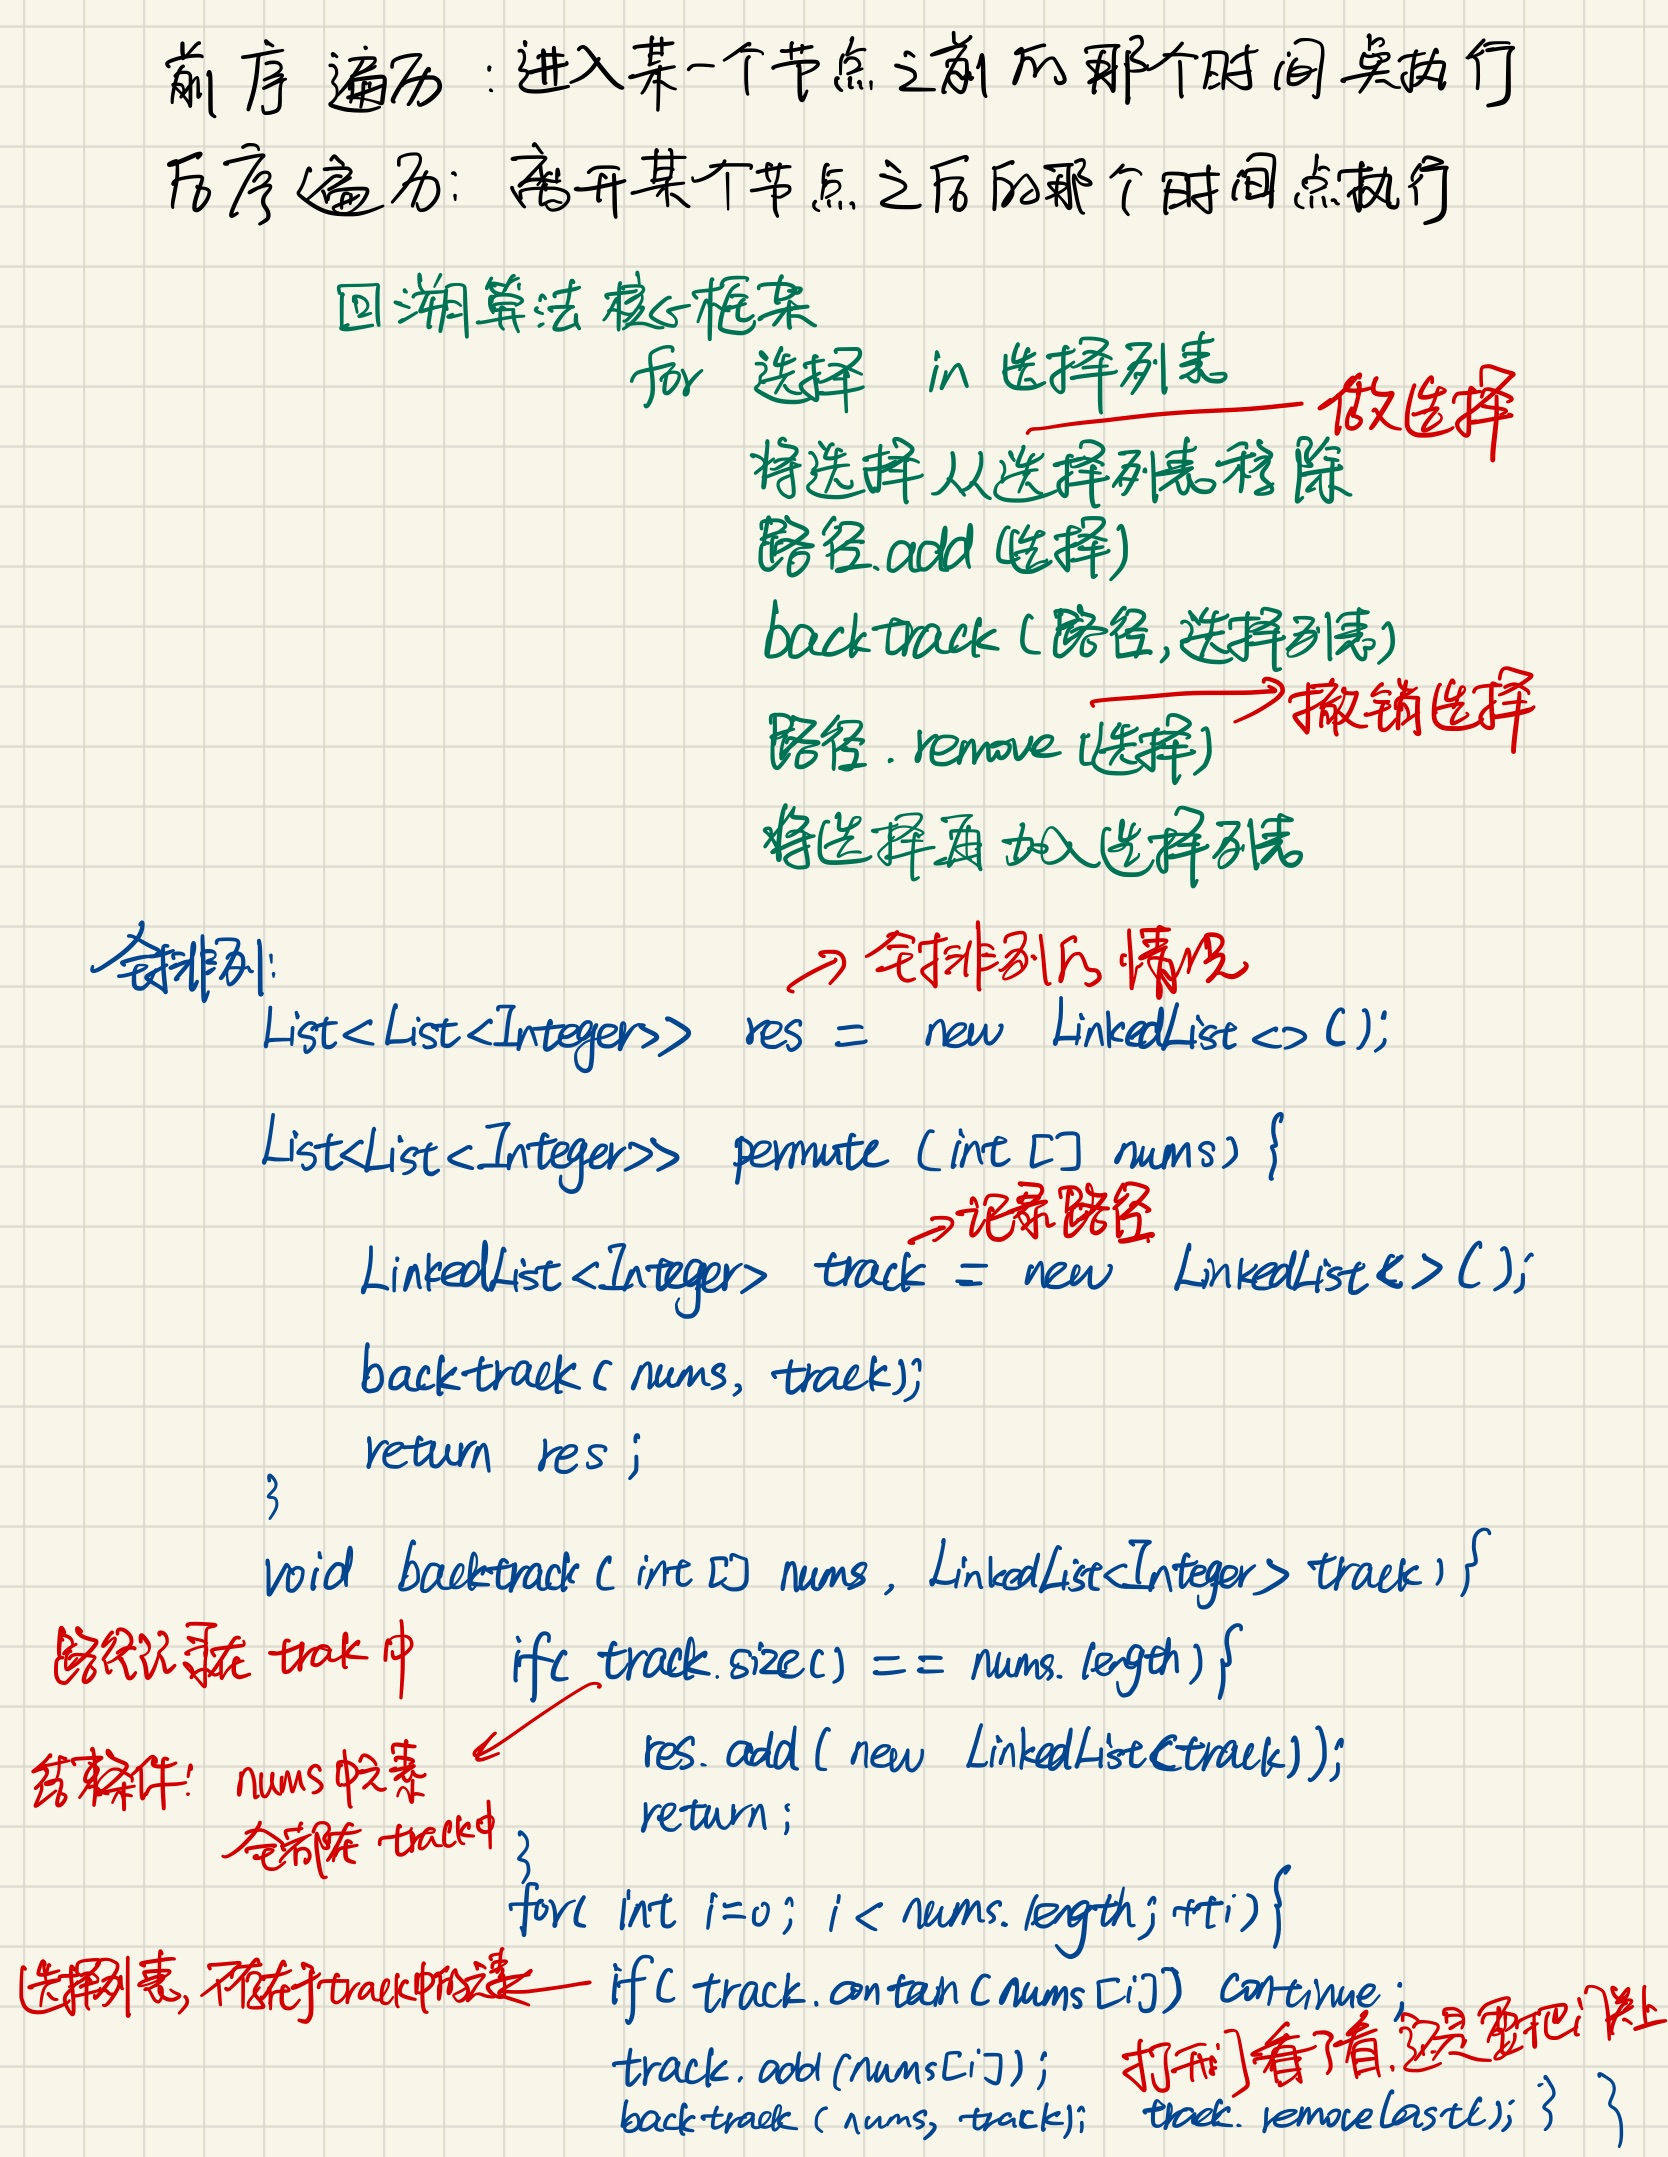 前序遍历：进入某一个节点之前的那个时间点执行
后序遍历：离开某个节点之后的那个时间点执行
回溯算法核心框架
for 选择 in 选择列表
做选择
将选择从选择列表移除
路径.add(选择)
backtrack(路径,选择列表)
撤销选择
路径.remove(选择)
将选择再加入选择列表
全排列:
全排列的情况
List<List<Integer>> res = new LinkedList<>();
List<List<Integer>> permute (int [] nums) {
记录路径
LinkedList<Integer> track = new LinkedList<>();
backtrack( nums, track);
return res;
}
void backtrack( int [] nums, LinkedList<Integer> track) {
路径记录在 trak 中
if( track.size() == nums.length) {
res.add( new LinkedList(track));
结束条件: nums中元素
全部在 track中
return;
}
for( int i=0; i < nums.length; ++i) {
选择列表,不存在于track中的
if( track.contain(nums[i]) continue;
打开门看了看,还是要把门关上
track.add(nums[i]);
backtrack( nums, track); track.removeLast(); } }